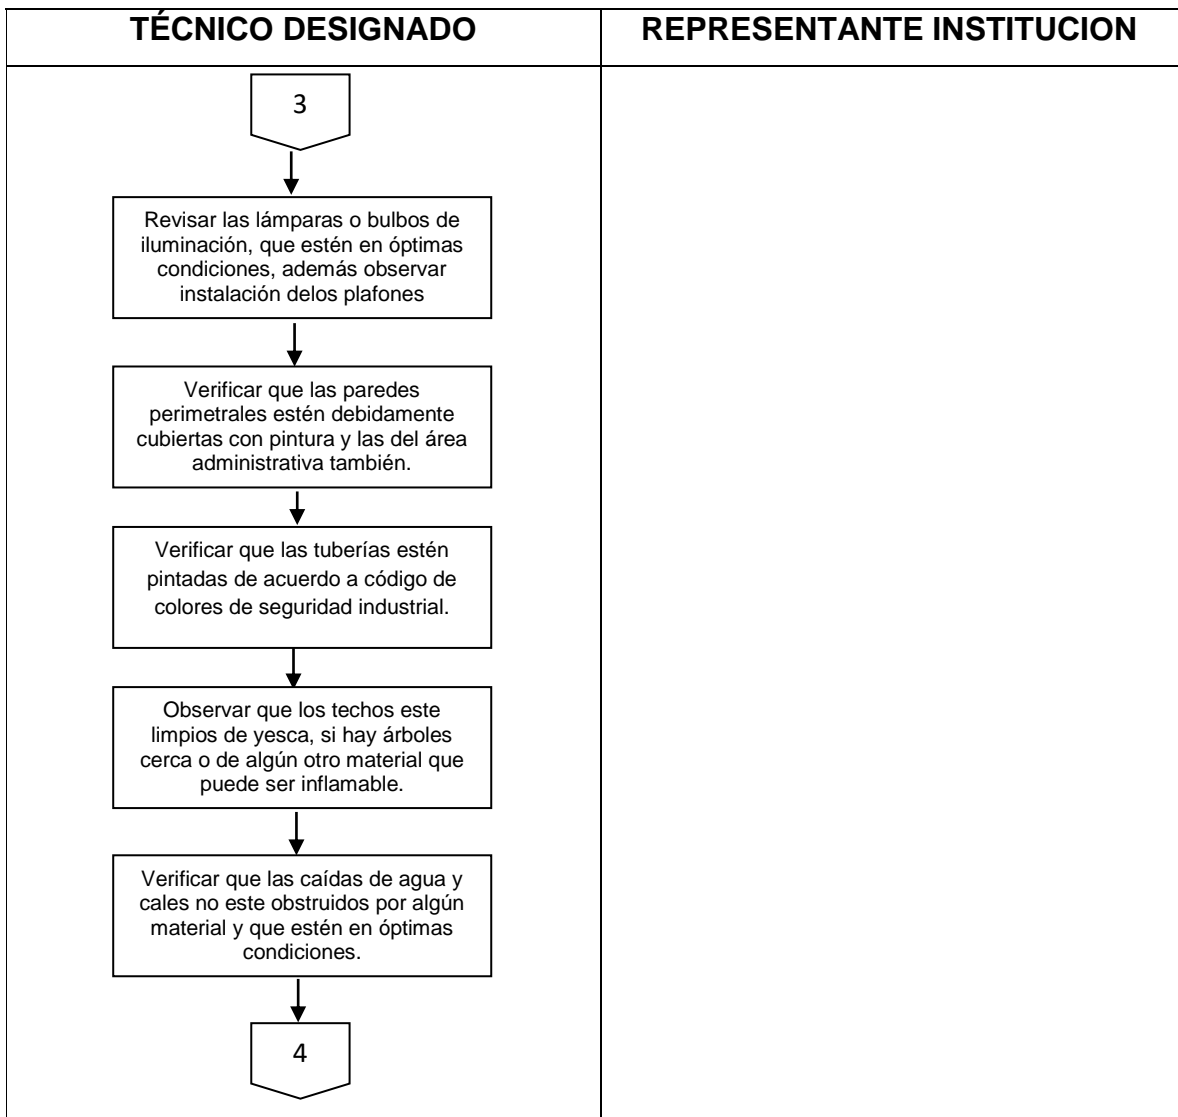 TÉCNICO DESIGNADO
REPRESENTANTE INSTITUCION
3
Revisar las lámparas o bulbos de
iluminación, que estén en óptimas
condiciones, además observar
instalación delos plafones
Verificar que las paredes
perimetrales estén debidamente
cubiertas con pintura y las del área
administrativa también.
Verificar que las tuberías estén
pintadas de acuerdo a código de
colores de seguridad industrial.
Observar que los techos este
limpios de yesca, si hay árboles
cerca o de algún otro material que
puede ser inflamable.
Verificar que las caídas de agua y
cales no este obstruidos por algún
material y que estén en óptimas
condiciones.
4